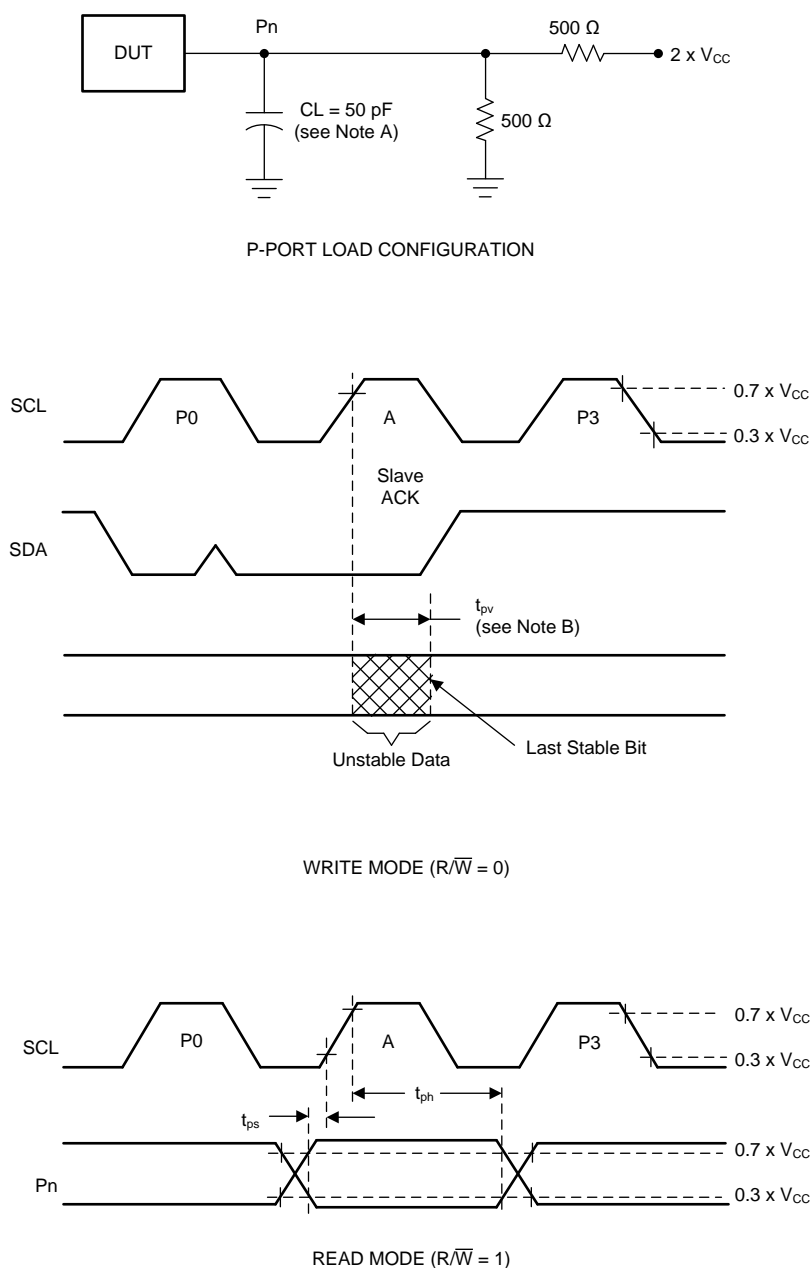 Pn
500 Ω
DUT
2 x VCC
CL = 50 pF
(see Note A)
500 Ω
P-PORT LOAD CONFIGURATION
0.7 x VCC
SCL
P0
A
P3
0.3 x VCC
Slave
ACK
SDA
tpv
(see Note B)
Unstable Data
Last Stable Bit
WRITE MODE (R/W̅ = 0)
0.7 x VCC
SCL
P0
A
P3
0.3 x VCC
tph
tps
0.7 x VCC
Pn
0.3 x VCC
READ MODE (R/W̅ = 1)